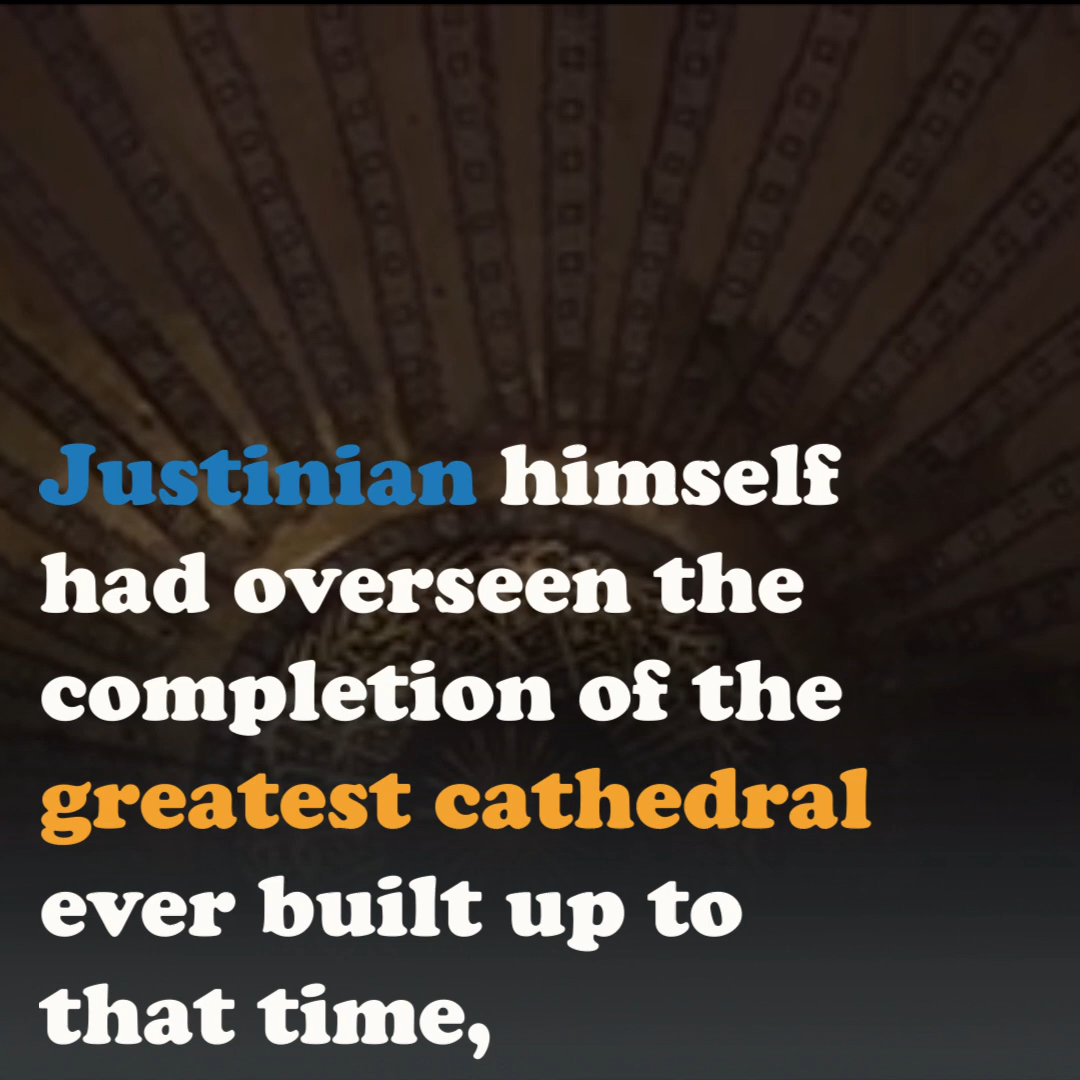 Justinian himself
had overseen the
completion of the
greatest cathedral
ever built up to
that time,